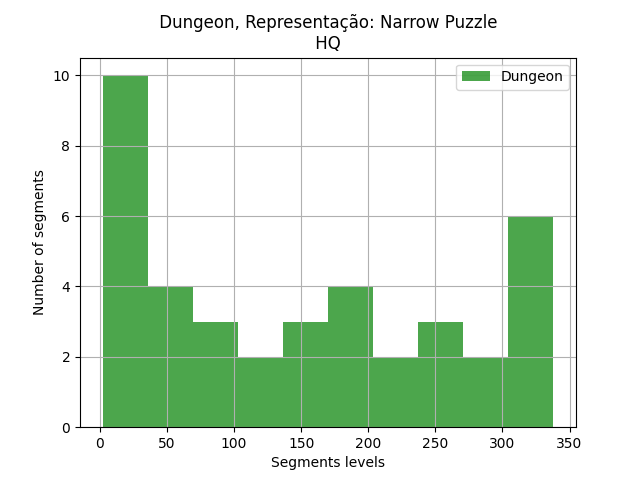 Dungeon, Representação: Narrow Puzzle
HQ
Dungeon
10
8
6
4
2
0
Number of segments
0 50 100 150 200 250 300 350
Segments levels